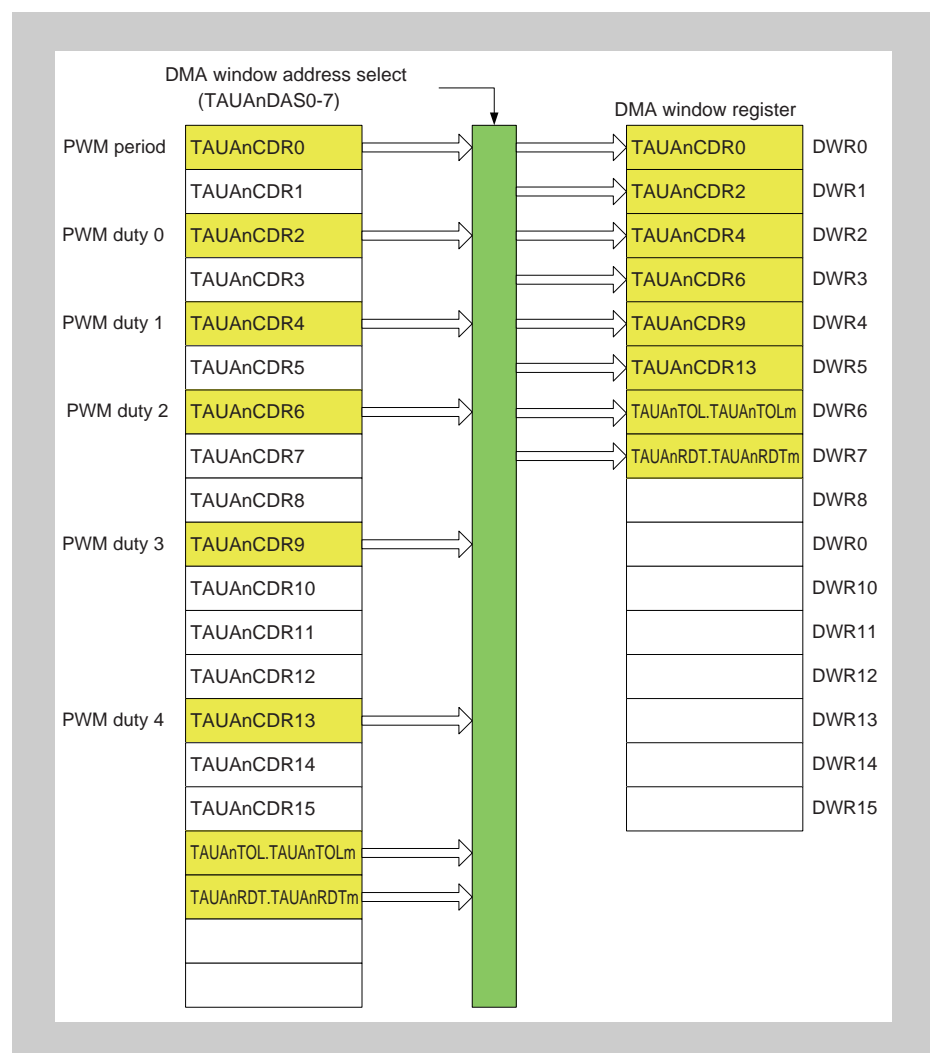 DMA window address select
(TAUAnDAS0-7)
DMA window register
PWM period TAUAnCDR0 TAUAnCDR0 DWR0
TAUAnCDR1 TAUAnCDR2 DWR1
PWM duty 0 TAUAnCDR2 TAUAnCDR4 DWR2
TAUAnCDR3 TAUAnCDR6 DWR3
PWM duty 1 TAUAnCDR4 TAUAnCDR9 DWR4
TAUAnCDR5 TAUAnCDR13 DWR5
PWM duty 2 TAUAnCDR6 TAUAnTOL.TAUAnTOLm DWR6
TAUAnCDR7 TAUAnRDT.TAUAnRDTm DWR7
TAUAnCDR8 DWR8
PWM duty 3 TAUAnCDR9 DWR0
TAUAnCDR10 DWR10
TAUAnCDR11 DWR11
TAUAnCDR12 DWR12
PWM duty 4 TAUAnCDR13 DWR13
TAUAnCDR14 DWR14
TAUAnCDR15 DWR15
TAUAnTOL.TAUAnTOLm
TAUAnRDT.TAUAnRDTm